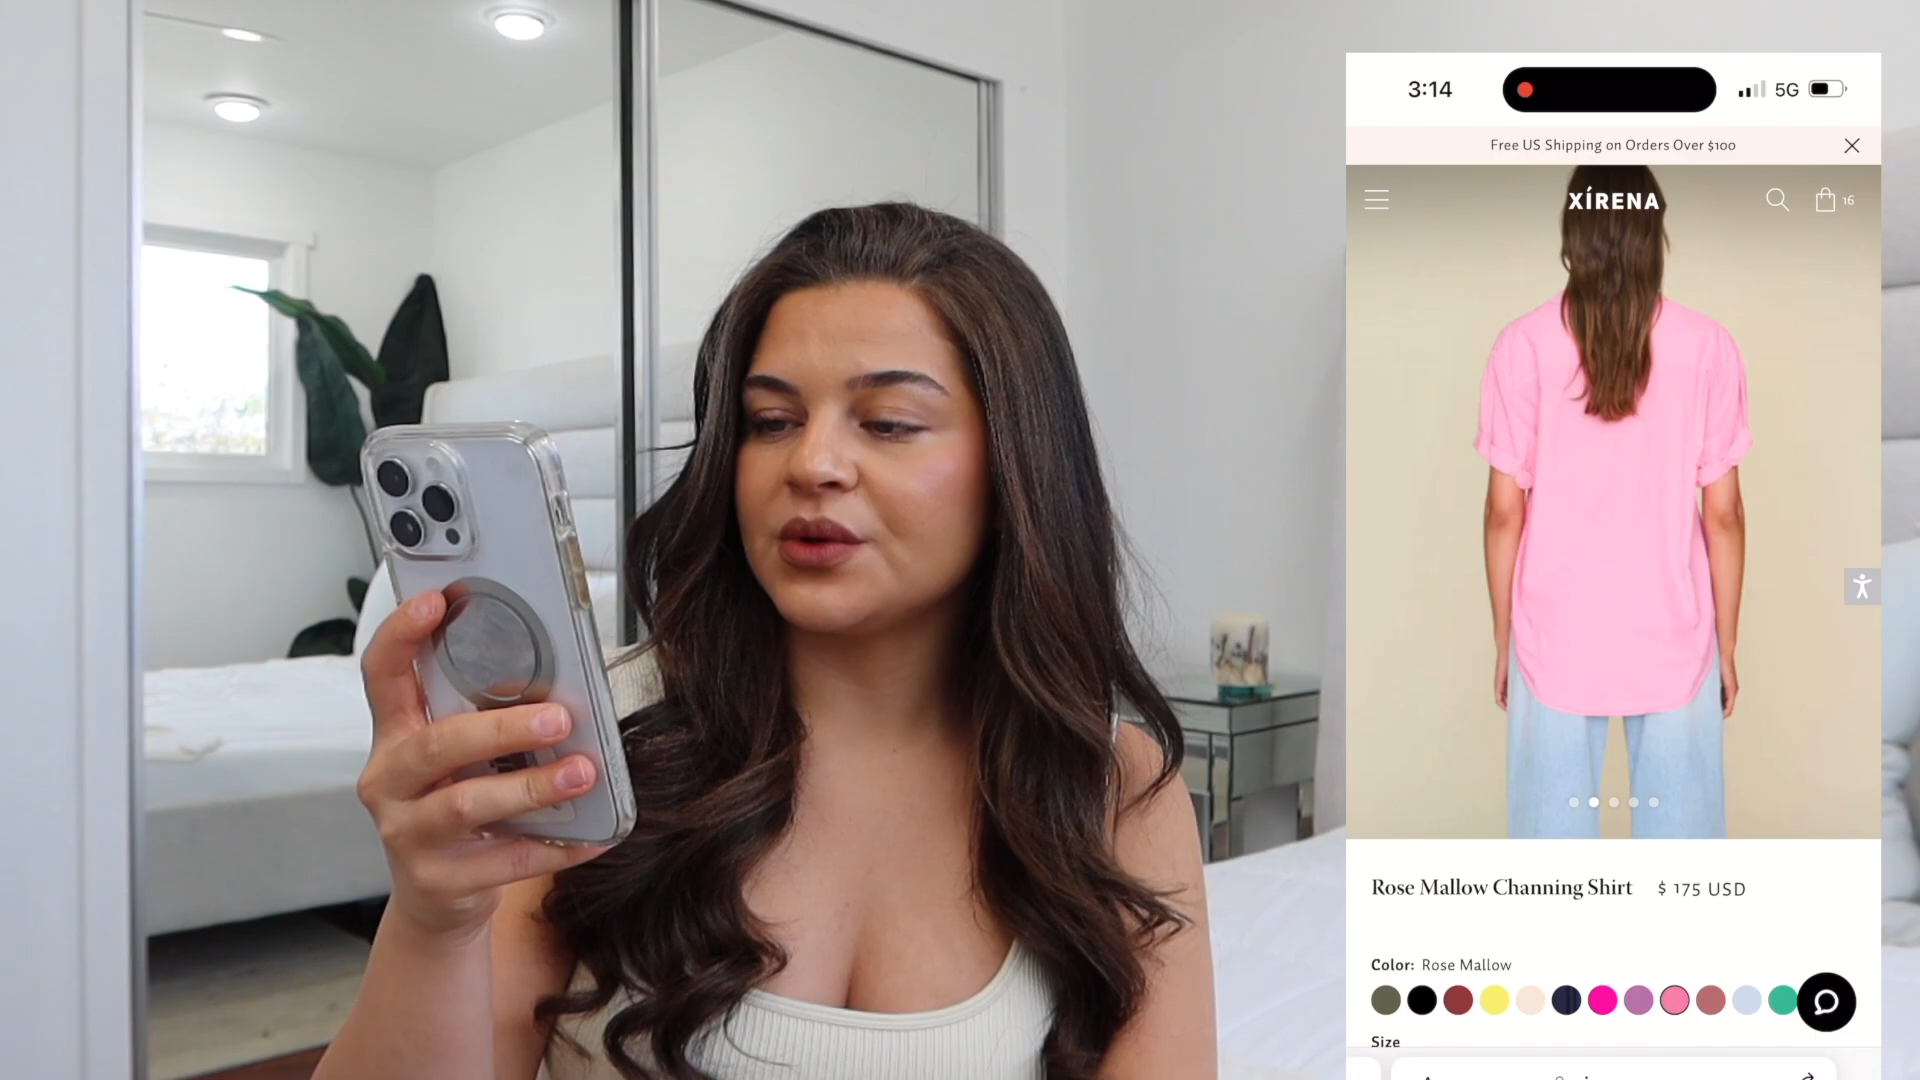 3:14
5G
Free US Shipping on Orders Over $100
XÍRENA
16
Rose Mallow Channing Shirt $ 175 USD
Color: Rose Mallow
Size